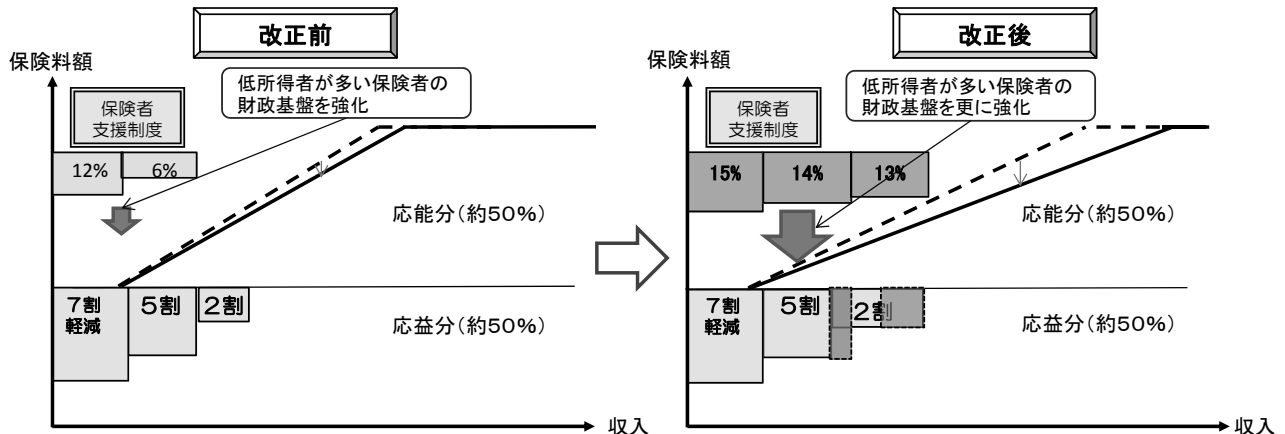 改正前
保険料額
低所得者が多い保険者の
財政基盤を強化
保険者
支援制度
12%
6%
応能分(約50%)
7割
軽減
5割
2割
応益分(約50%)
収入
改正後
保険料額
低所得者が多い保険者の
財政基盤を更に強化
保険者
支援制度
15%
14%
13%
応能分(約50%)
7割
軽減
5割
2割
応益分(約50%)
収入